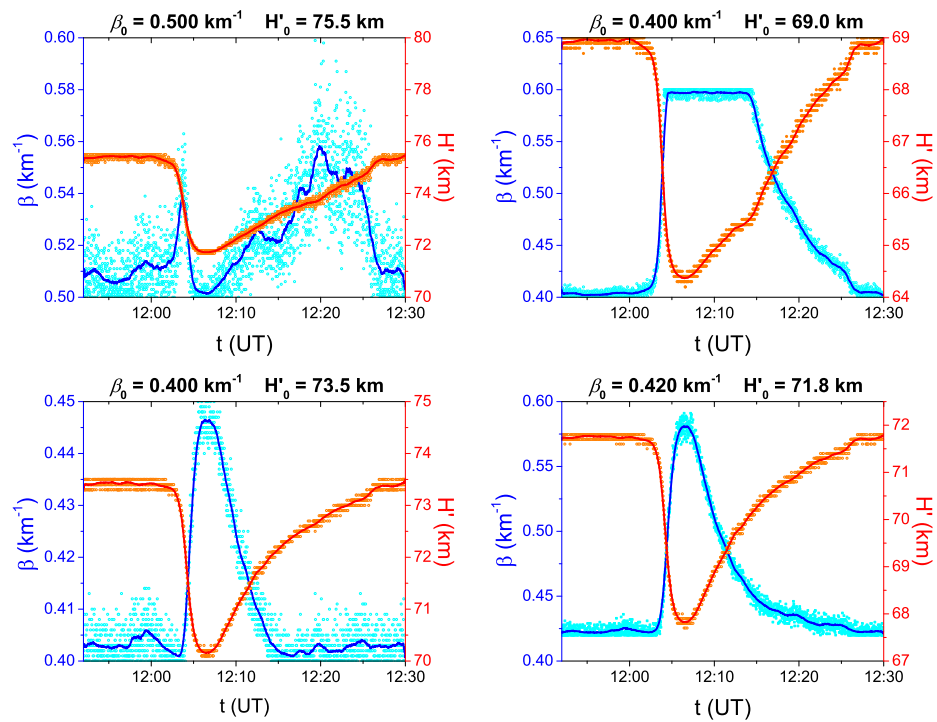 β₀ = 0.500 km⁻¹ H'₀ = 75.5 km
0.60
0.58
0.56
0.54
0.52
0.50
β (km⁻¹)
80
78
76
75
74
72
70
H' (km)
12:00 12:10 12:20 12:30
t (UT)
β₀ = 0.400 km⁻¹ H'₀ = 69.0 km
0.65
0.60
0.55
0.50
0.45
0.40
β (km⁻¹)
69
68
67
66
65
64
H' (km)
12:00 12:10 12:20 12:30
t (UT)
β₀ = 0.400 km⁻¹ H'₀ = 73.5 km
0.45
0.44
0.43
0.42
0.41
0.40
β (km⁻¹)
75
74
73
72
71
70
H' (km)
12:00 12:10 12:20 12:30
t (UT)
β₀ = 0.420 km⁻¹ H'₀ = 71.8 km
0.60
0.55
0.50
0.45
0.40
β (km⁻¹)
72
71
70
69
68
67
H' (km)
12:00 12:10 12:20 12:30
t (UT)